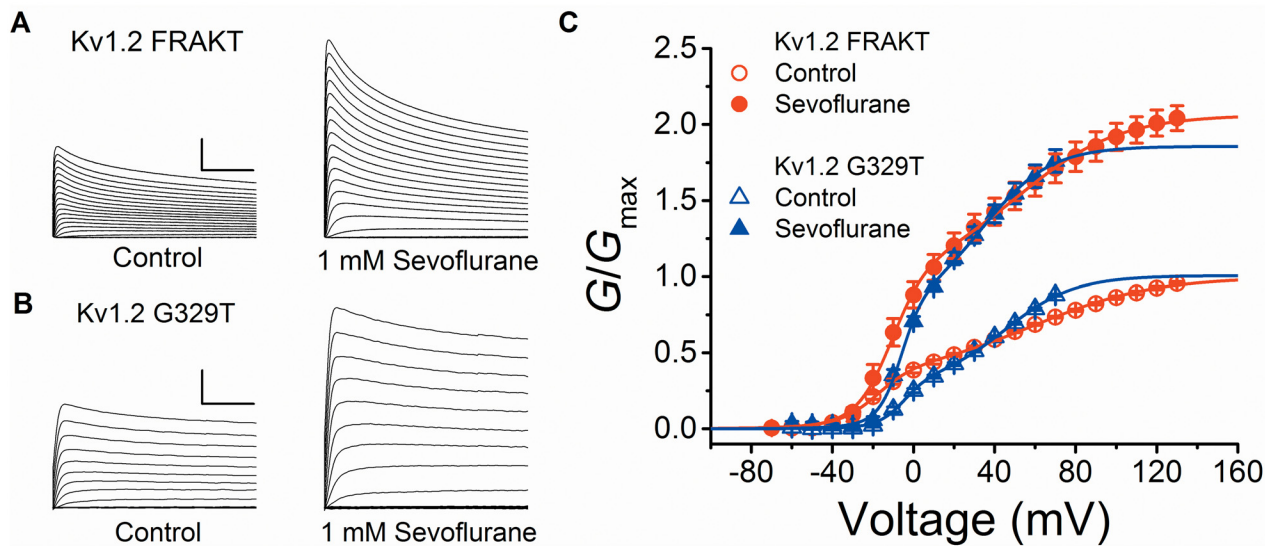 A
Kv1.2 FRAKT
Control
1 mM Sevoflurane
B
Kv1.2 G329T
Control
1 mM Sevoflurane
C
Kv1.2 FRAKT
Control
Sevoflurane
Kv1.2 G329T
Control
Sevoflurane
G/Gmax
2.5
2.0
1.5
1.0
0.5
0.0
-80 -40 0 40 80 120 160
Voltage (mV)